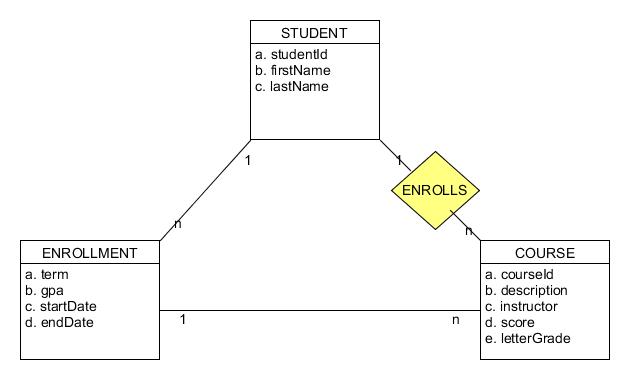 STUDENT
a. studentId
b. firstName
c. lastName
1
1
ENROLLS
n
n
ENROLLMENT
a. term
b. gpa
c. startDate
d. endDate
COURSE
a. courseId
b. description
c. instructor
d. score
e. letterGrade
1
n